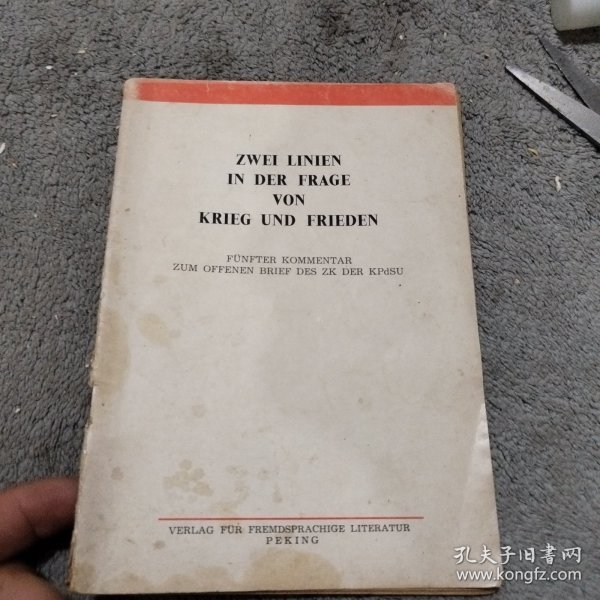 ZWEI LINIEN
IN DER FRAGE
VON
KRIEG UND FRIEDEN
FÜNFTER KOMMENTAR
ZUM OFFENEN BRIEF DES ZK DER KPdSU
VERLAG FÜR FREMDSPRACHIGE LITERATUR
PEKING
孔夫子旧书网
www.kongfz.com